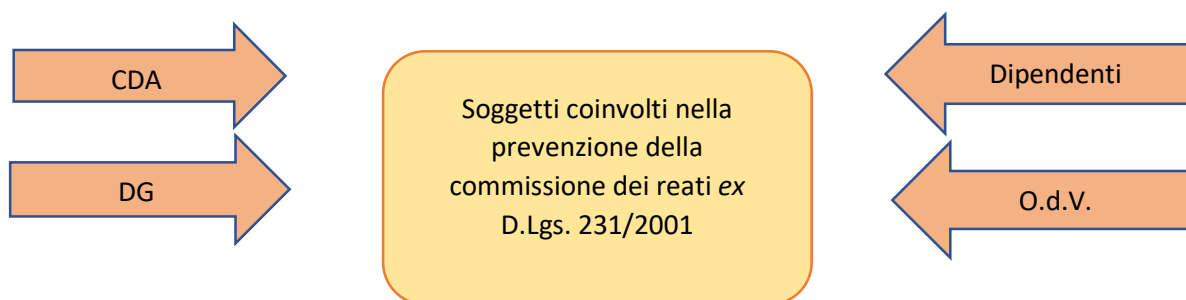 CDA
DG
Soggetti coinvolti nella
prevenzione della
commissione dei reati ex
D.Lgs. 231/2001
Dipendenti
O.d.V.